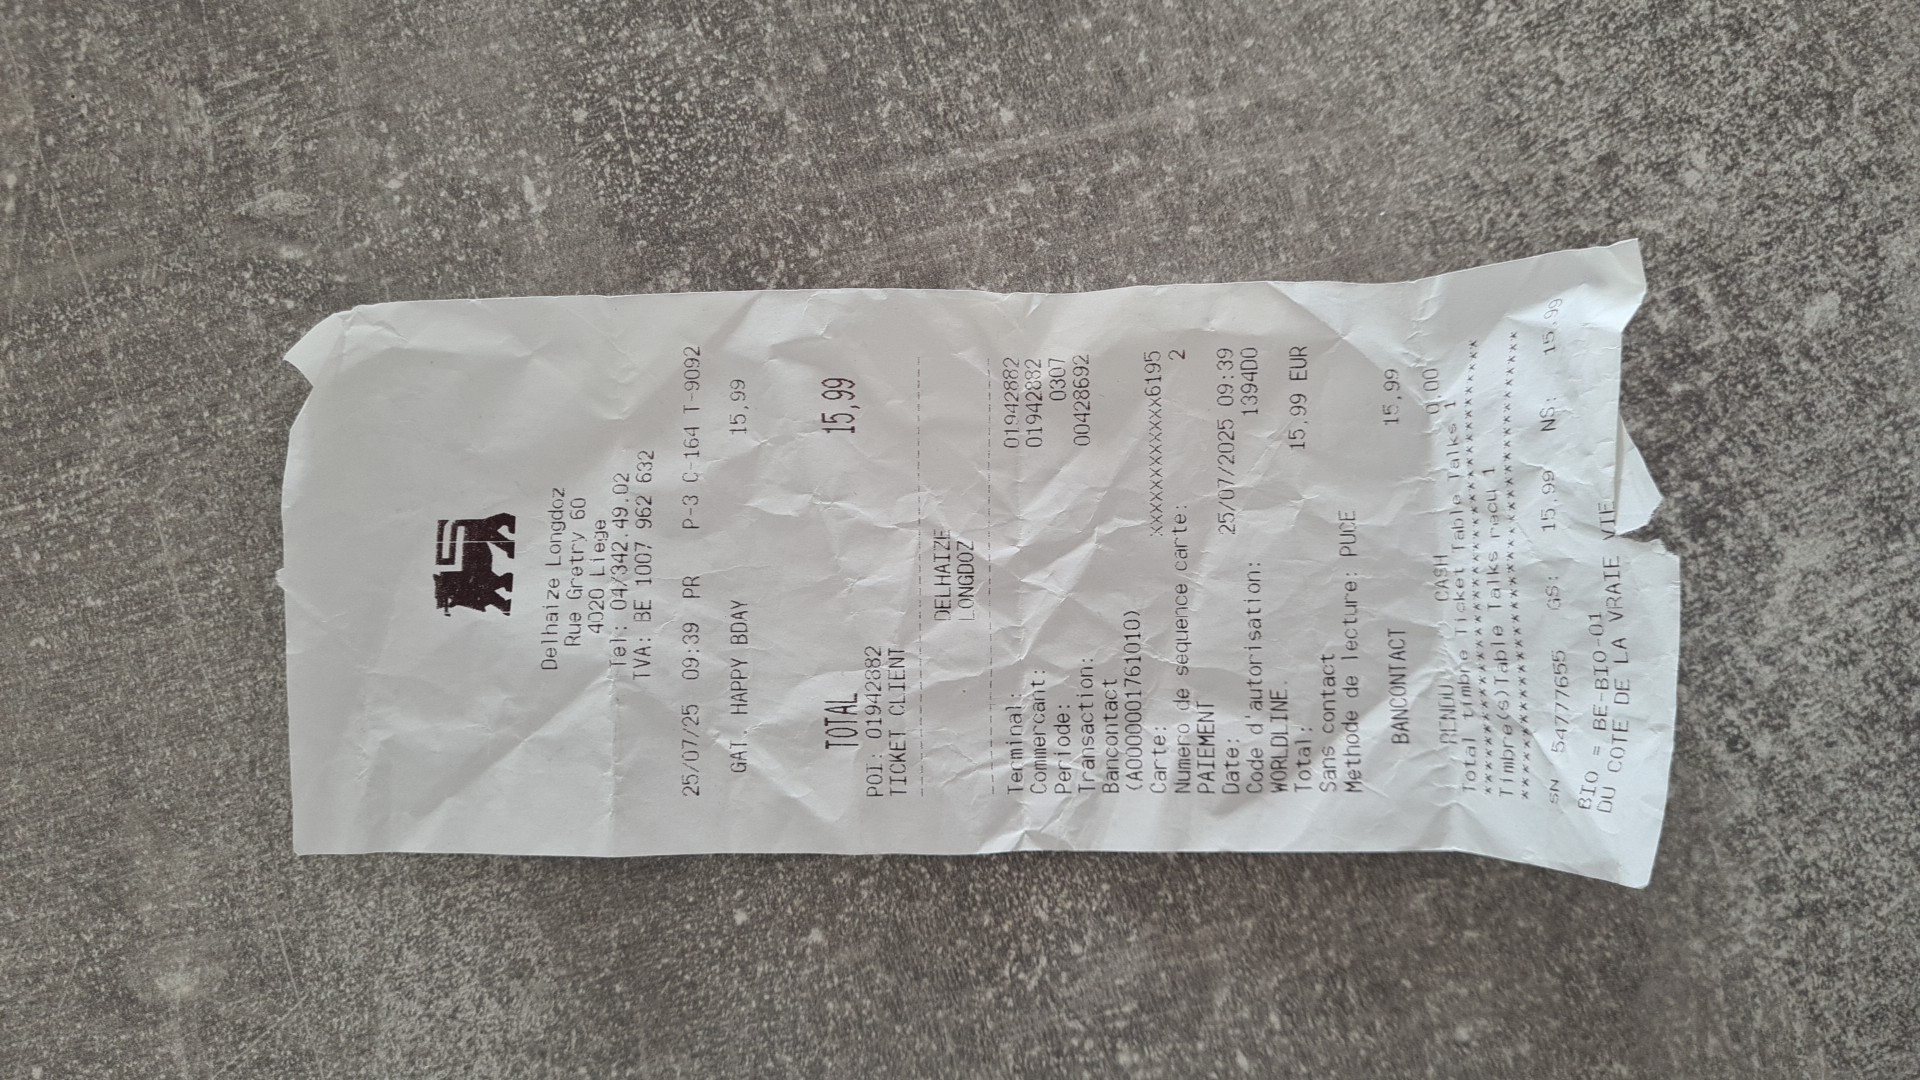 Delhaize Longdoz
Rue Gretry 60
4020 Liege
Tel: 04/342.49.02
TVA: BE 1007 962 632
25/07/25 09:39 PR P-3 C-164 T-9092
GAT. HAPPY BDAY 15,99
TOTAL 15,99
POI: 01942882
TICKET CLIENT
DELHAIZE
LONGDOZ
Terminal: 01942882
Commercant: 01942882
Periode: 0307
Transaction: 00428692
Bancontact
(A0000001761010)
Carte: xxxxxxxxxxxxx6195
Numero de sequence carte: 2
PAIEMENT
Date: 25/07/2025 09:39
Code d'autorisation: 1394D0
WORLDLINE.
Total: 15,99 EUR
Sans contact
Methode de lecture: PUCE
BANCONTACT 15,99
RENDU CASH 0,00
Total timbre Ticket Table Talks 1
***********************************
Timbre(s)Table Talks recu 1
***********************************
SN 54777655 GS: 15.99 NS: 15.99
BIO = BE-BIO-01
DU COTE DE LA VRAIE VIE